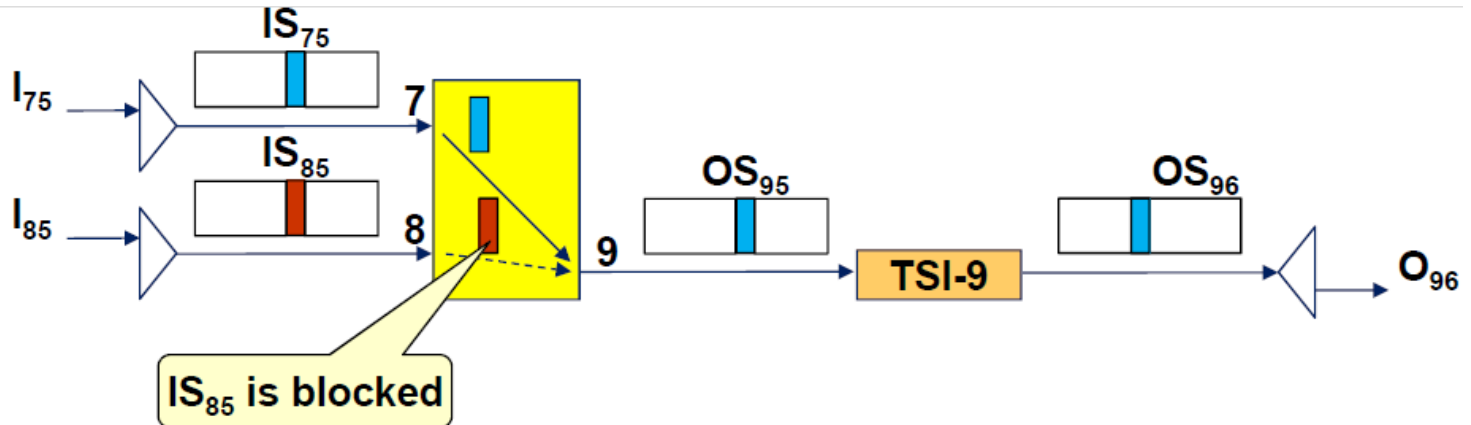 IS75
I75
7
IS85
I85
8
OS95
OS96
9
TSI-9
O96
IS85 is blocked